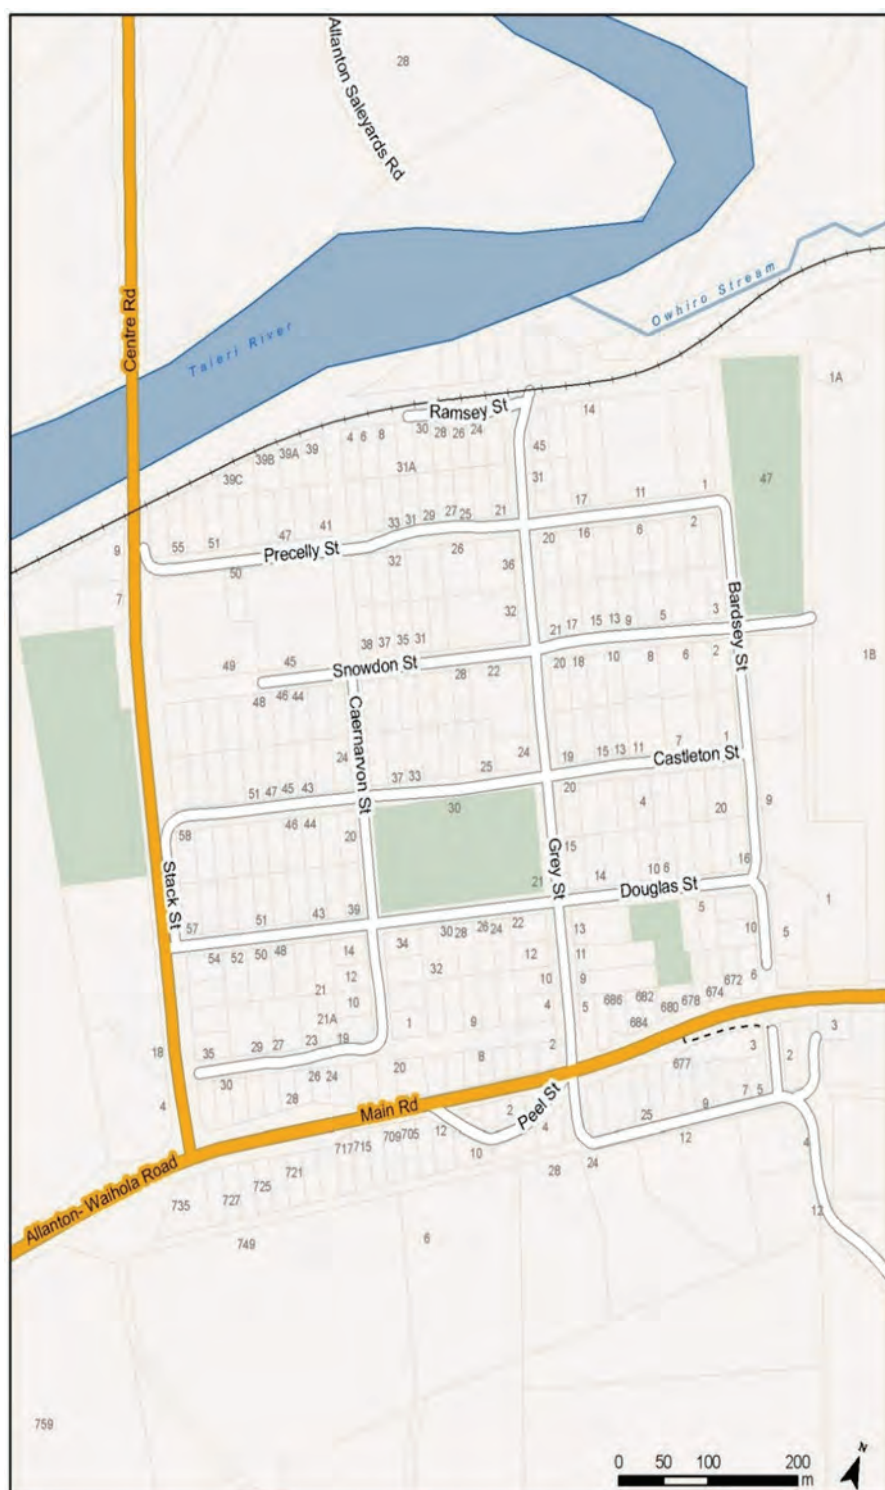 Allanton Saleyards Rd
28
Centre Rd
Taieri River
Owhiro Stream
1A
47
Ramsey St
14
39C 39B 39A 39 4 6 8 30 28 26 24
31A
45
31
9
7
55 51 47 41 33 31 29 27 25 21 17 11 1
Precelly St
50 32 26 20 16 6 2
36
32
Bardsey St
38 37 35 31 21 17 15 13 9 5 3
49 45
Snowdon St
48 46 44 28 22 20 18 10 8 6 2
1B
Caernarvon St
24
51 47 45 43 37 33 25 24 19 15 13 11 7 1
Castleton St
58 46 44 30 20 4 20 9
20
Stack St
Grey St
15
57 51 43 39 21 14 10 6 16
Douglas St
54 52 50 48 14 34 30 28 26 24 22 13 5 10 5 1
21 12 32 12 11
21A 10 10 9 6
35 29 27 23 19 1 9 4 5 686 682 680 678 674 672
684
18 30 26 24 20 8 2 677 3 2 3
28
4
Main Rd
Peel St
2 4
717 715 709 705 12 10 28 24 25 9 7 5
12 4
Allanton- Waihola Road
735 727 725 721
749 6 12
759
0 50 100 200
m
N